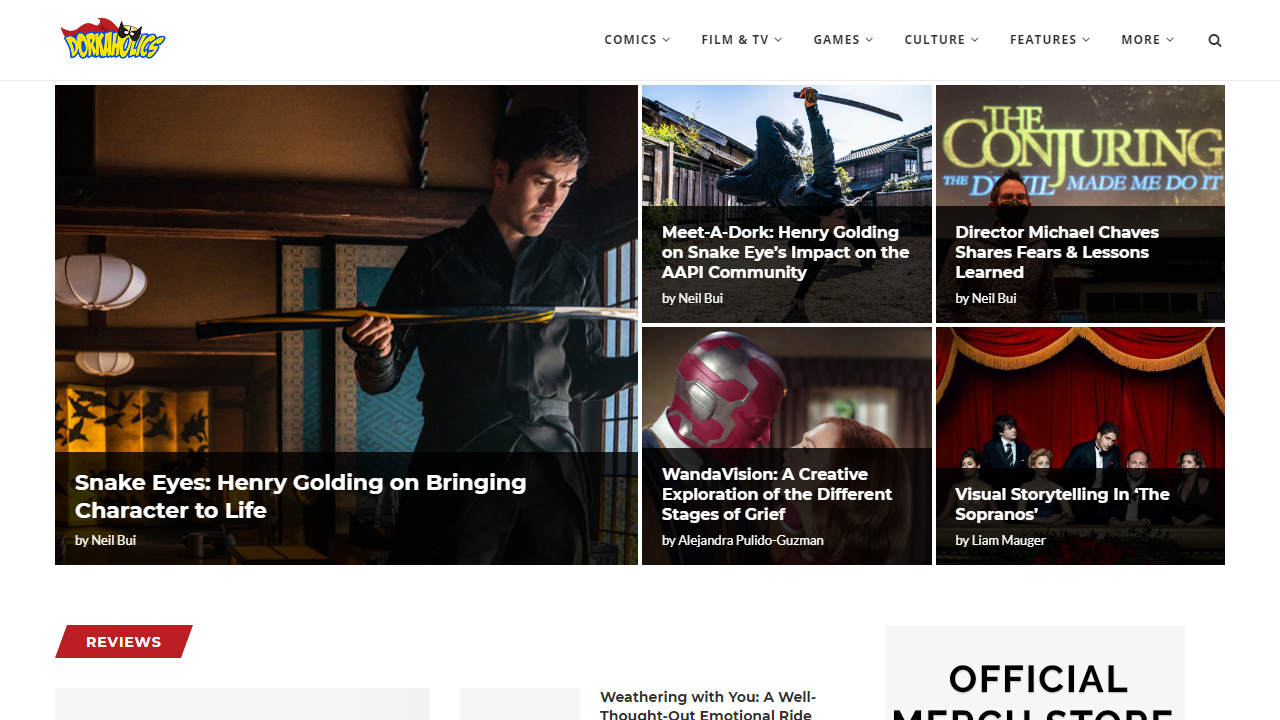 DORKAHOLICS
COMICS
FILM & TV
GAMES
CULTURE
FEATURES
MORE
Snake Eyes: Henry Golding on Bringing
Character to Life
by Neil Bui
Meet-A-Dork: Henry Golding
on Snake Eye’s Impact on the
AAPI Community
by Neil Bui
THE
CONJURING
THE DEVIL MADE ME DO IT
Director Michael Chaves
Shares Fears & Lessons
Learned
by Neil Bui
WandaVision: A Creative
Exploration of the Different
Stages of Grief
by Alejandra Pulido-Guzman
Visual Storytelling In ‘The
Sopranos’
by Liam Mauger
REVIEWS
Weathering with You: A Well-
Thought-Out Emotional Ride
OFFICIAL
MERCH STORE